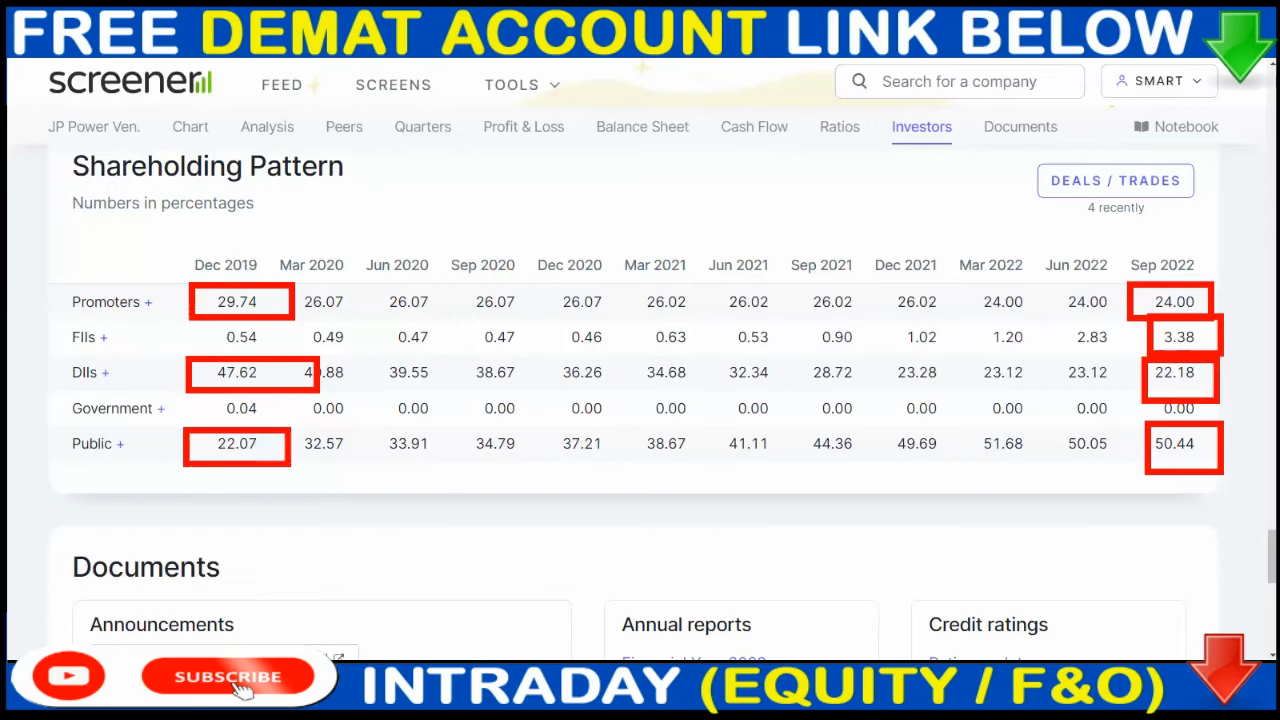 FREE DEMAT ACCOUNT LINK BELOW
screener FEED SCREENS TOOLS Search for a company SMART
JP Power Ven. Chart Analysis Peers Quarters Profit & Loss Balance Sheet Cash Flow Ratios Investors Documents Notebook
Shareholding Pattern
DEALS / TRADES
Numbers in percentages
4 recently
Dec 2019 Mar 2020 Jun 2020 Sep 2020 Dec 2020 Mar 2021 Jun 2021 Sep 2021 Dec 2021 Mar 2022 Jun 2022 Sep 2022
Promoters + 29.74 26.07 26.07 26.07 26.07 26.02 26.02 26.02 26.02 24.00 24.00 24.00
FIIs + 0.54 0.49 0.47 0.47 0.46 0.63 0.53 0.90 1.02 1.20 2.83 3.38
DIIs + 47.62 39.55 38.67 36.26 34.68 32.34 28.72 23.28 23.12 23.12 22.18
Government + 0.04 0.00 0.00 0.00 0.00 0.00 0.00 0.00 0.00 0.00 0.00 0.00
Public + 22.07 32.57 33.91 34.79 37.21 38.67 41.11 44.36 49.69 51.68 50.05 50.44
Documents
Announcements Annual reports Credit ratings
SUBSCRIBE
INTRADAY (EQUITY / F&O)